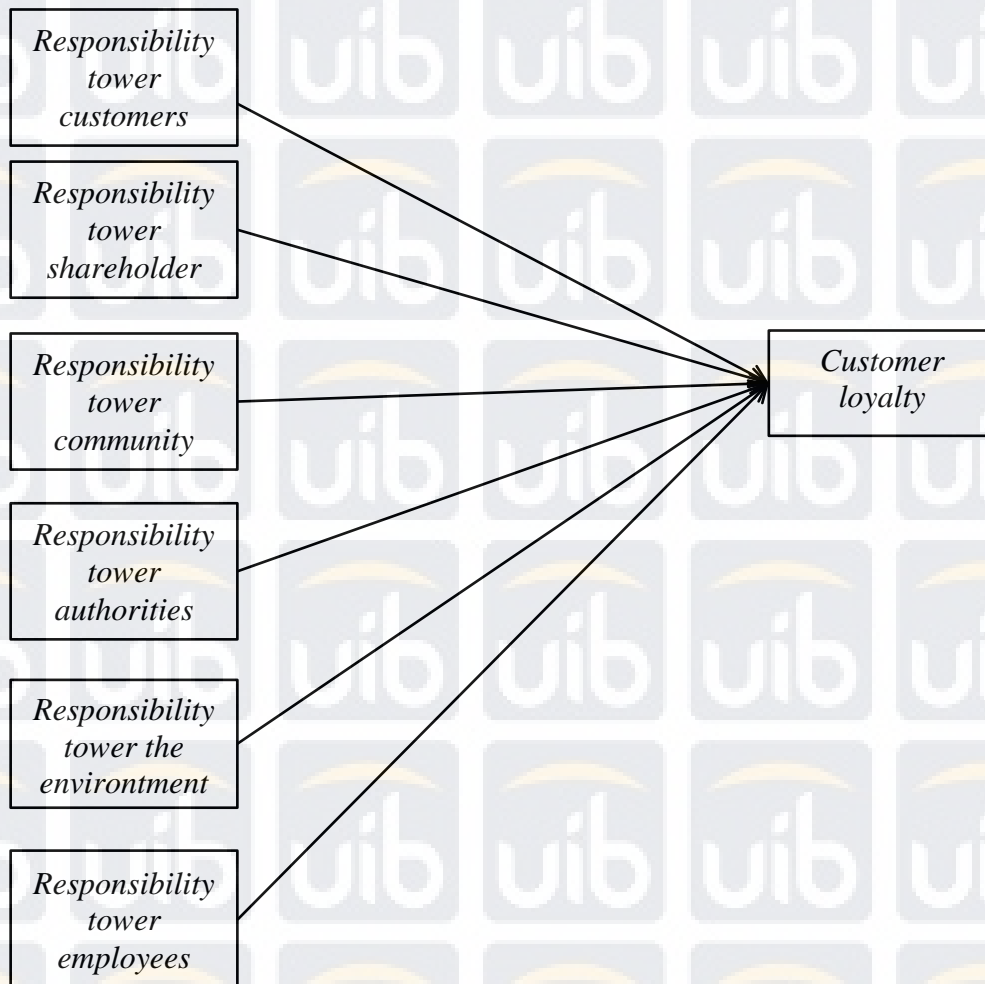 Responsibility
tower
customers
Responsibility
tower
shareholder
Responsibility
tower
community
Customer
loyalty
Responsibility
tower
authorities
Responsibility
tower the
environtment
Responsibility
tower
employees
uib